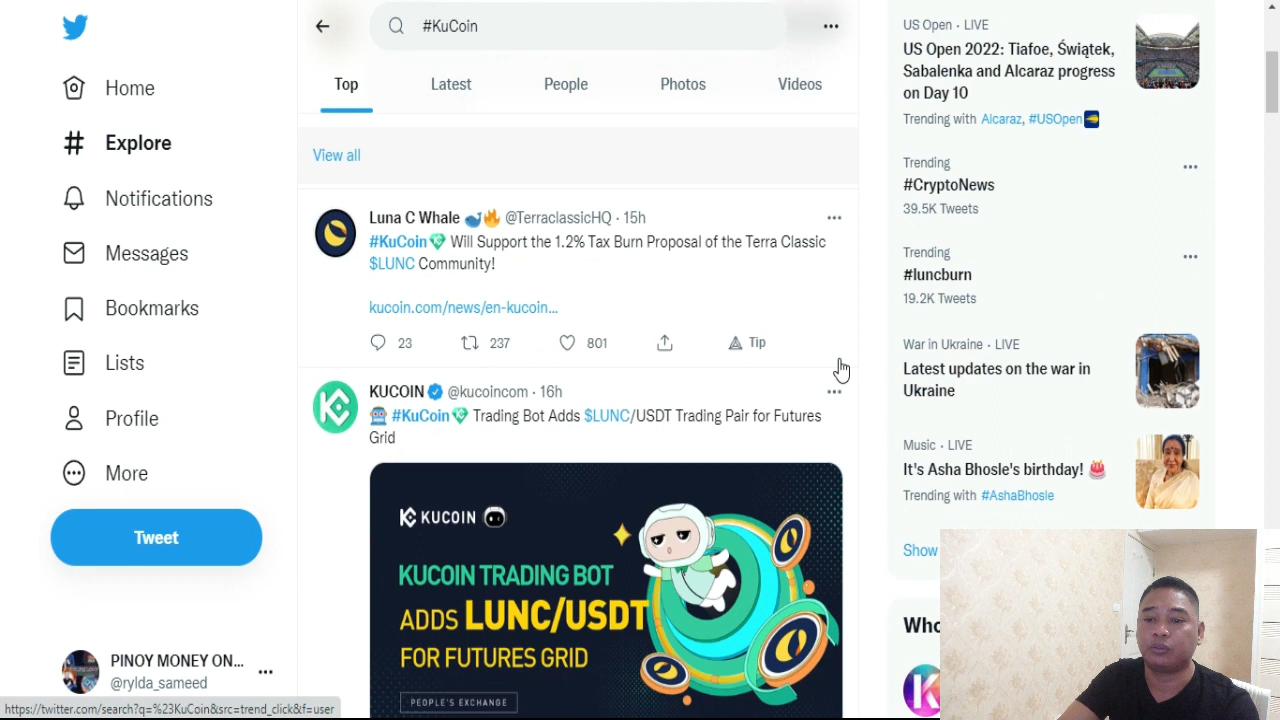 #KuCoin
Top
Latest
People
Photos
Videos
View all
Home
Explore
Notifications
Messages
Bookmarks
Lists
Profile
More
Tweet
PINOY MONEY ON...
@rylda_sameed
https://twitter.com/search?q=%23KuCoin&src=trend_click&f=user
Luna C Whale @TerraclassicHQ · 15h
#KuCoin Will Support the 1.2% Tax Burn Proposal of the Terra Classic
$LUNC Community!
kucoin.com/news/en-kucoin...
23
237
801
Tip
KUCOIN @kucoincom · 16h
#KuCoin Trading Bot Adds $LUNC/USDT Trading Pair for Futures
Grid
KUCOIN
KUCOIN TRADING BOT
ADDS LUNC/USDT
FOR FUTURES GRID
PEOPLE'S EXCHANGE
US Open · LIVE
US Open 2022: Tiafoe, Świątek,
Sabalenka and Alcaraz progress
on Day 10
Trending with Alcaraz, #USOpen
Trending
#CryptoNews
39.5K Tweets
Trending
#luncburn
19.2K Tweets
War in Ukraine · LIVE
Latest updates on the war in
Ukraine
Music · LIVE
It's Asha Bhosle's birthday!
Trending with #AshaBhosle
Show